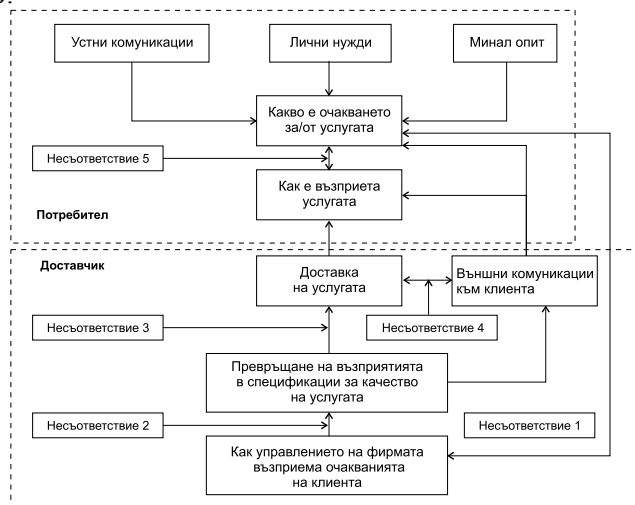 Устни комуникации
Лични нужди
Минал опит
Какво е очакването
за/от услугата
Несъответствие 5
Как е възприета
услугата
Потребител
Доставчик
Доставка
на услугата
Външни комуникации
към клиента
Несъответствие 3
Несъответствие 4
Превръщане на възприятията
в спецификации за качество
на услугата
Несъответствие 2
Несъответствие 1
Как управлението на фирмата
възприема очакванията
на клиента